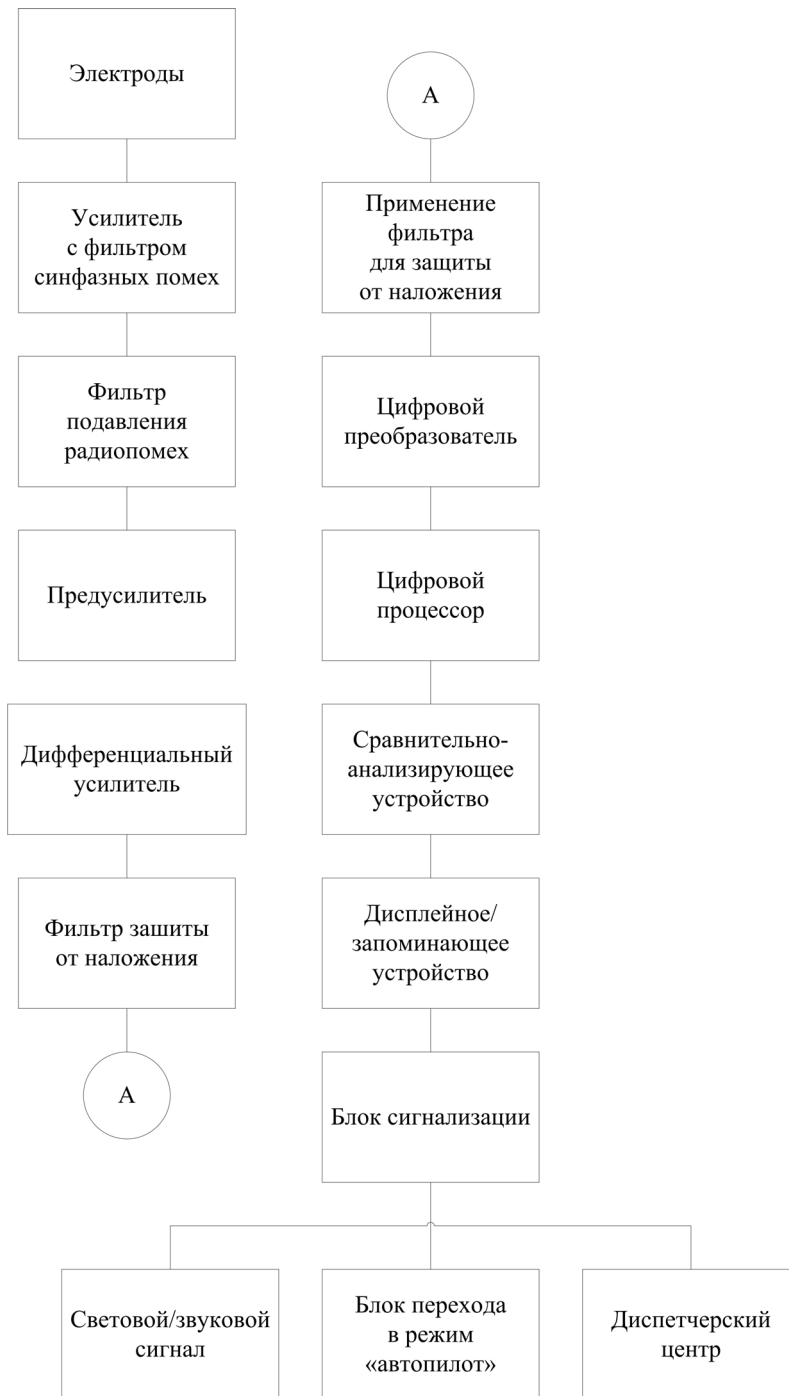 Электроды
Усилитель
с фильтром
синфазных помех
Фильтр
подавления
радиопомех
Предусилитель
Дифференциальный
усилитель
Фильтр зашиты
от наложения
А
А
Применение
фильтра
для защиты
от наложения
Цифровой
преобразователь
Цифровой
процессор
Сравнительно-
анализирующее
устройство
Дисплейное/
запоминающее
устройство
Блок сигнализации
Световой/звуковой
сигнал
Блок перехода
в режим
«автопилот»
Диспетчерский
центр